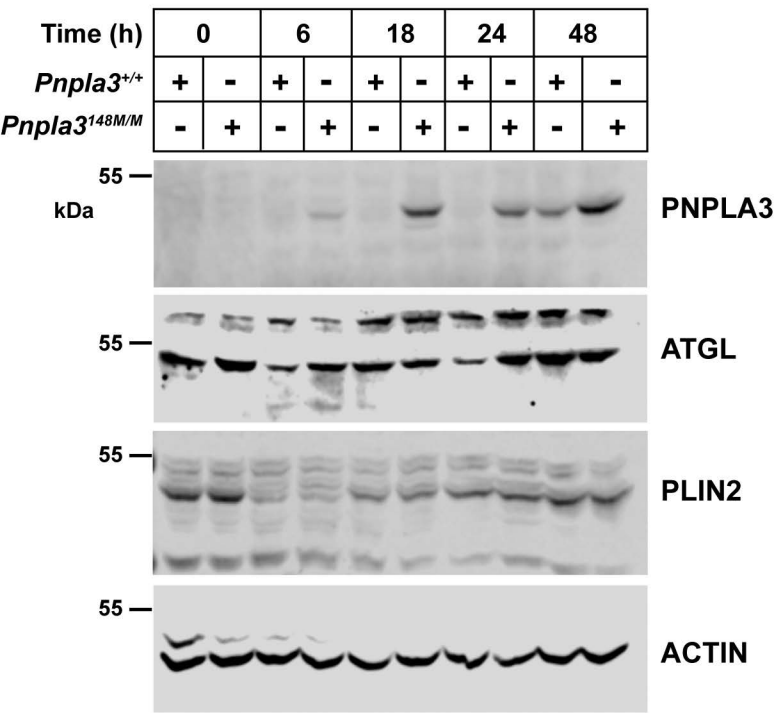 Time (h) 0 6 18 24 48
Pnpla3+/+ + - + - + - + - + -
Pnpla3148M/M - + - + - + - + - +
55
kDa
PNPLA3
55
ATGL
55
PLIN2
55
ACTIN